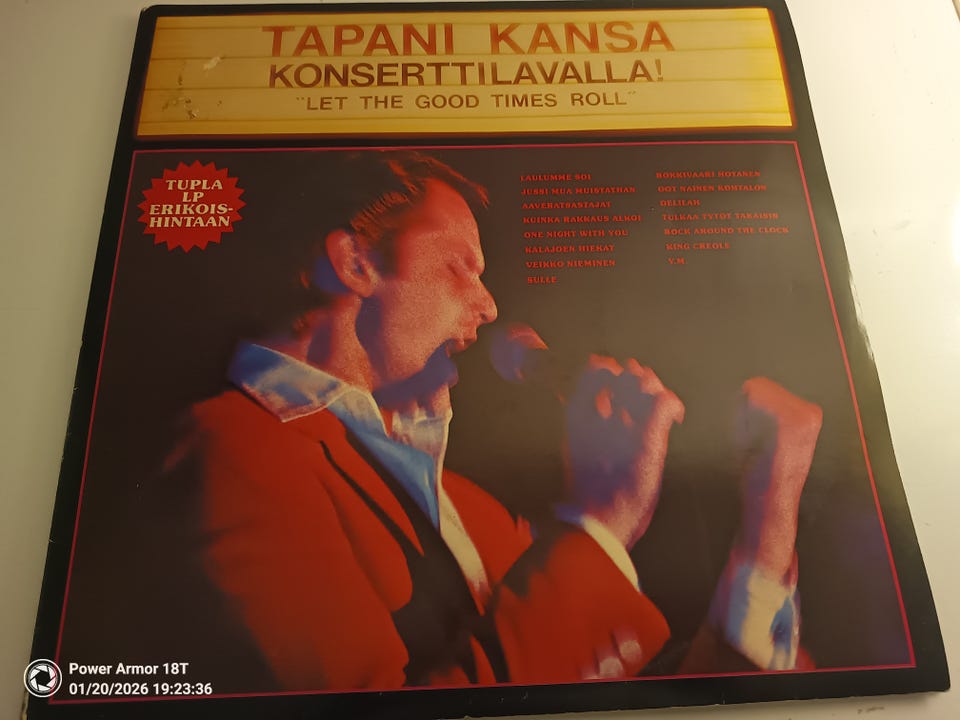 TAPANI KANSA
KONSERTTILAVALLA!
"LET THE GOOD TIMES ROLL"
TUPLA
LP
ERIKOIS-
HINTAAN
LAULUMME SOI
JUSSI MUA MUISTATHAN
AAVERATSASTAJAT
KUINKA RAKKAUS ALKOI
ONE NIGHT WITH YOU
KALAJOEN HIEKAT
VEIKKO NIEMINEN
SULLE
ROKKIVAARI HOTANEN
OOT NAINEN KOHTALON
DELILAH
TULKAA TYTÖT TAKAISIN
ROCK AROUND THE CLOCK
KING CREOLE
Y.M.
Power Armor 18T
01/20/2026 19:23:36